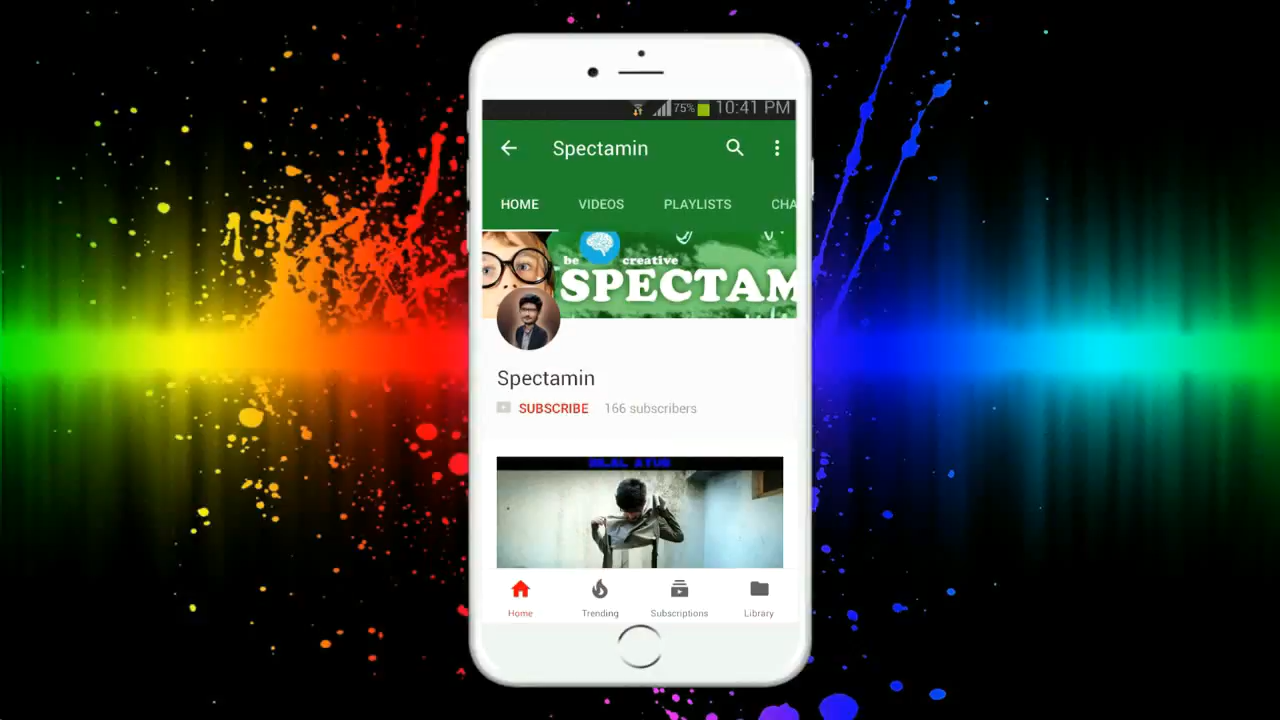 75% 10:41 PM
Spectamin
HOME VIDEOS PLAYLISTS CHA
be creative
SPECTAM
Spectamin
SUBSCRIBE 166 subscribers
Home Trending Subscriptions Library